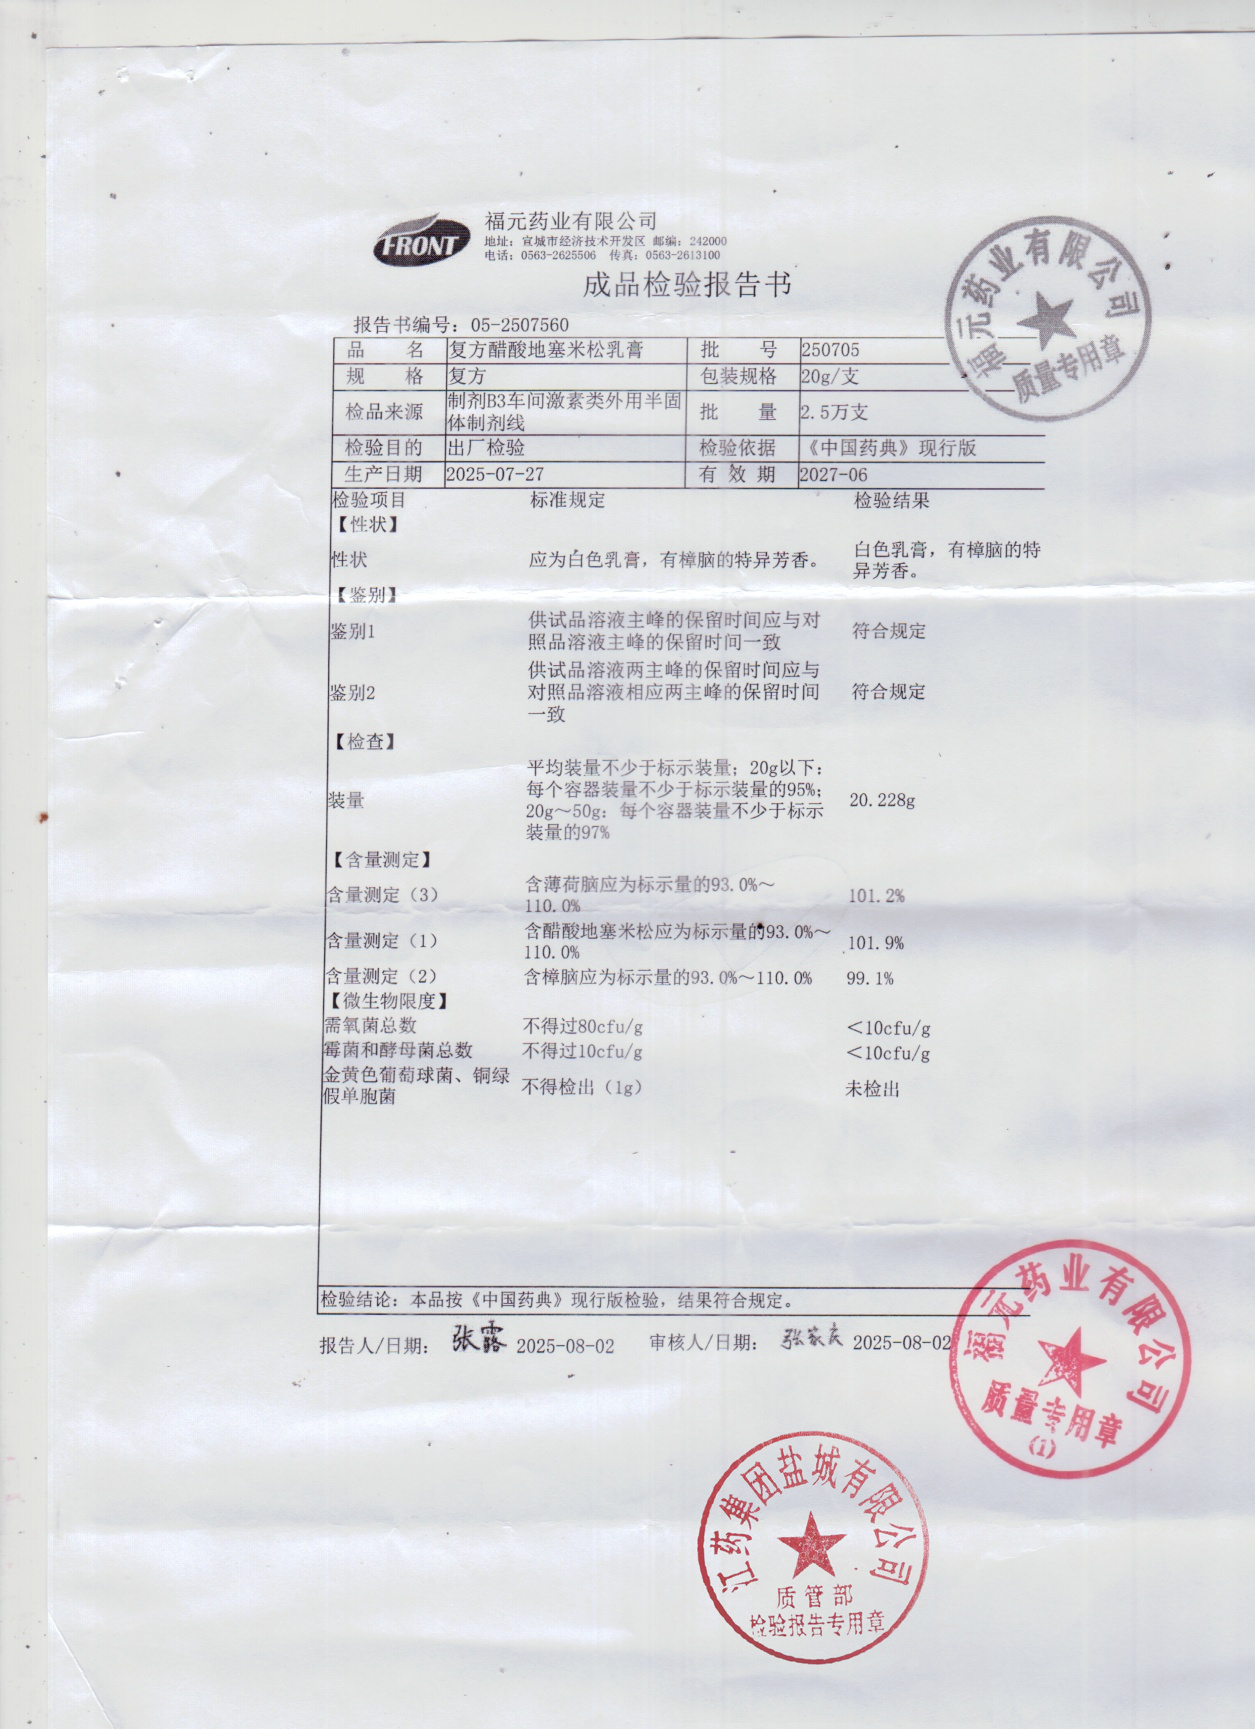 FRONT
福元药业有限公司
地址：宣城市经济技术开发区 邮编：242000
电话：0563-2625506 传真：0563-2613100
成品检验报告书
报告书编号：05-2507560
品 名 复方醋酸地塞米松乳膏 批 号 250705
规 格 复方 包装规格 20g/支
检品来源 制剂B3车间激素类外用半固
体制剂线 批 量 2.5万支
检验目的 出厂检验 检验依据 《中国药典》现行版
生产日期 2025-07-27 有 效 期 2027-06
福元药业有限公司
质量专用章
检验项目 标准规定 检验结果
【性状】
性状 应为白色乳膏，有樟脑的特异芳香。 白色乳膏，有樟脑的特
异芳香。
【鉴别】
鉴别1 供试品溶液主峰的保留时间应与对
照品溶液主峰的保留时间一致 符合规定
鉴别2 供试品溶液两主峰的保留时间应与
对照品溶液相应两主峰的保留时间
一致 符合规定
【检查】
装量 平均装量不少于标示装量；20g以下：
每个容器装量不少于标示装量的95%；
20g～50g：每个容器装量不少于标示
装量的97% 20.228g
【含量测定】
含量测定（3） 含薄荷脑应为标示量的93.0%～
110.0% 101.2%
含量测定（1） 含醋酸地塞米松应为标示量的93.0%～
110.0% 101.9%
含量测定（2） 含樟脑应为标示量的93.0%～110.0% 99.1%
【微生物限度】
需氧菌总数 不得过80cfu/g ＜10cfu/g
霉菌和酵母菌总数 不得过10cfu/g ＜10cfu/g
金黄色葡萄球菌、铜绿
假单胞菌 不得检出（1g） 未检出
检验结论：本品按《中国药典》现行版检验，结果符合规定。
报告人/日期： 张露 2025-08-02 审核人/日期： 张家庆 2025-08-02
福元药业有限公司
质量专用章
(1)
江药集团盐城有限公司
质管部
检验报告专用章